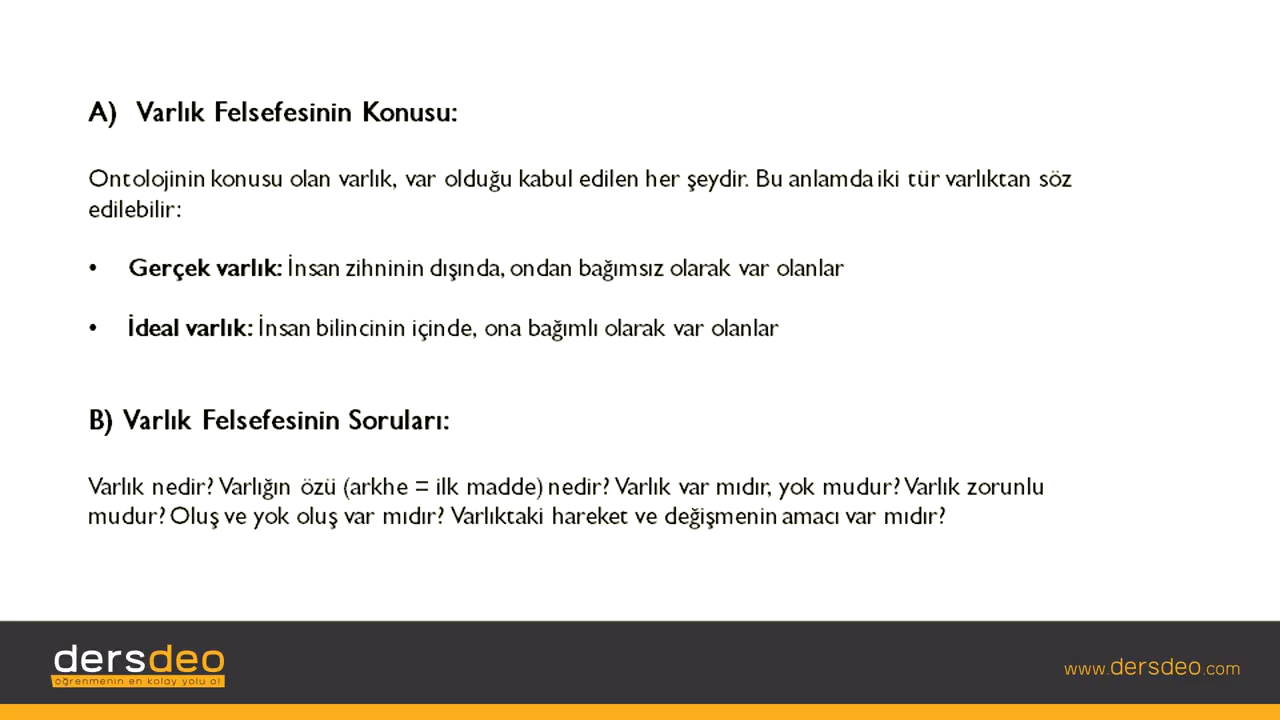 A) Varlık Felsefesinin Konusu:
Ontolojinin konusu olan varlık, var olduğu kabul edilen her şeydir. Bu anlamda iki tür varlıktan söz
edilebilir:
• Gerçek varlık: İnsan zihninin dışında, ondan bağımsız olarak var olanlar
• İdeal varlık: İnsan bilincinin içinde, ona bağımlı olarak var olanlar
B) Varlık Felsefesinin Soruları:
Varlık nedir? Varlığın özü (arkhe = ilk madde) nedir? Varlık var mıdır, yok mudur? Varlık zorunlu
mudur? Oluş ve yok oluş var mıdır? Varlıktaki hareket ve değişmenin amacı var mıdır?
dersdeo
öğrenmenin en kolay yolu o!
www.dersdeo.com